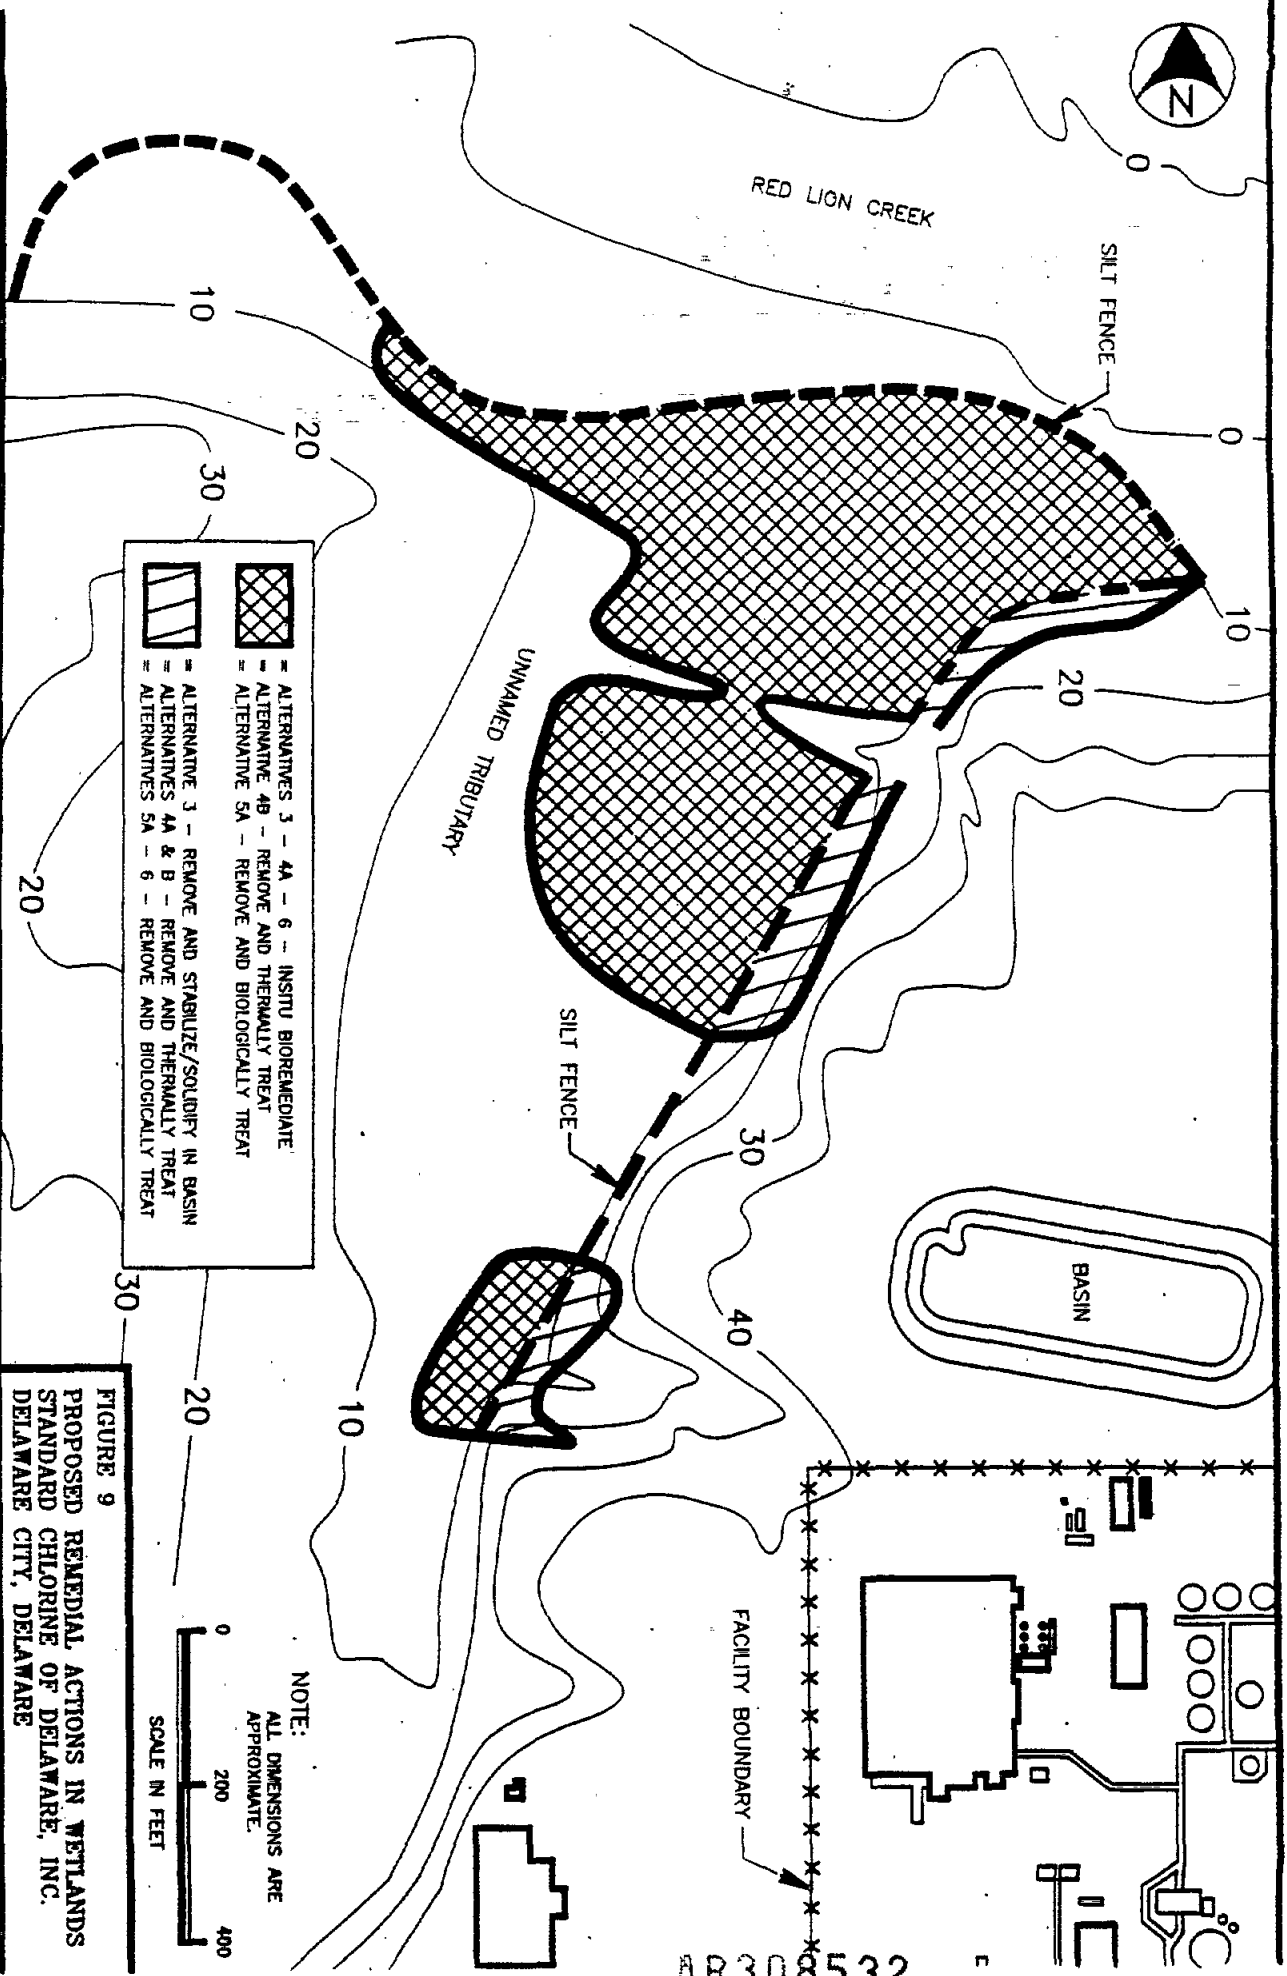 N
0
RED LION CREEK
SILT FENCE
0
10
20
10
20
30
UNNAMED TRIBUTARY
SILT FENCE
30
40
BASIN
20
30
20
10
= ALTERNATIVES 3 - 4A - 6 - INSITU BIOREMEDIATE
= ALTERNATIVE 4B - REMOVE AND THERMALLY TREAT
= ALTERNATIVE 5A - REMOVE AND BIOLOGICALLY TREAT
= ALTERNATIVE 3 - REMOVE AND STABILIZE/SOLIDIFY IN BASIN
= ALTERNATIVES 4A & B - REMOVE AND THERMALLY TREAT
= ALTERNATIVES 5A - 6 - REMOVE AND BIOLOGICALLY TREAT
FACILITY BOUNDARY
NOTE:
ALL DIMENSIONS ARE
APPROXIMATE.
0 200 400
SCALE IN FEET
FIGURE 9
PROPOSED REMEDIAL ACTIONS IN WETLANDS
STANDARD CHLORINE OF DELAWARE, INC.
DELAWARE CITY, DELAWARE